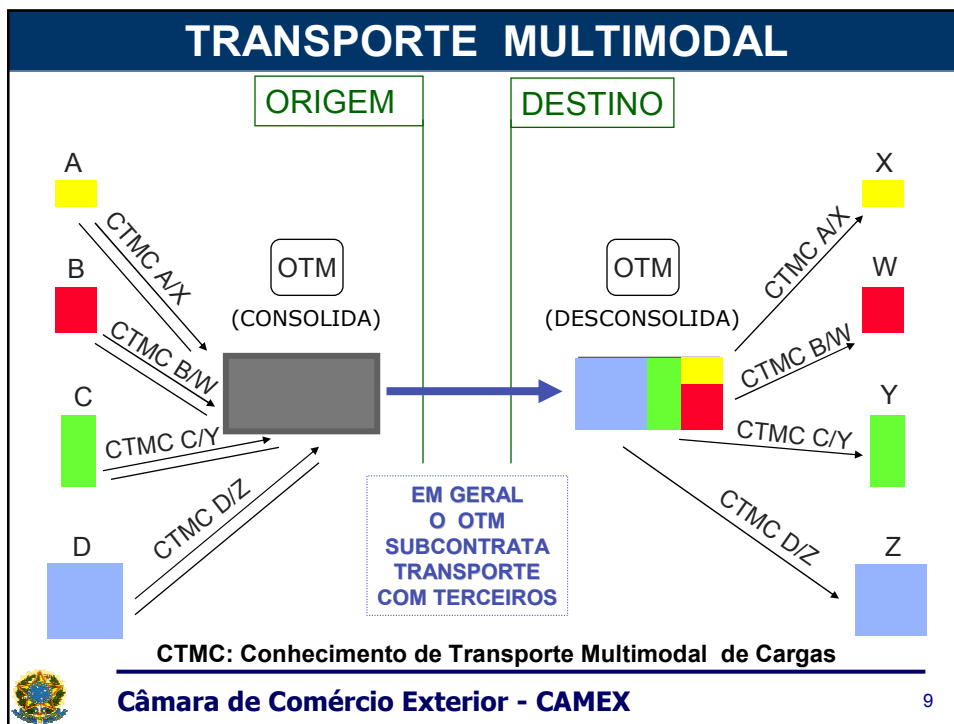 TRANSPORTE MULTIMODAL
ORIGEM
DESTINO
A
CTMC A/X
B
CTMC B/W
C
CTMC C/Y
D
CTMC D/Z
OTM
(CONSOLIDA)
OTM
(DESCONSOLIDA)
X
CTMC A/X
W
CTMC B/W
Y
CTMC C/Y
Z
CTMC D/Z
EM GERAL
O OTM
SUBCONTRATA
TRANSPORTE
COM TERCEIROS
CTMC: Conhecimento de Transporte Multimodal de Cargas
Câmara de Comércio Exterior - CAMEX
9